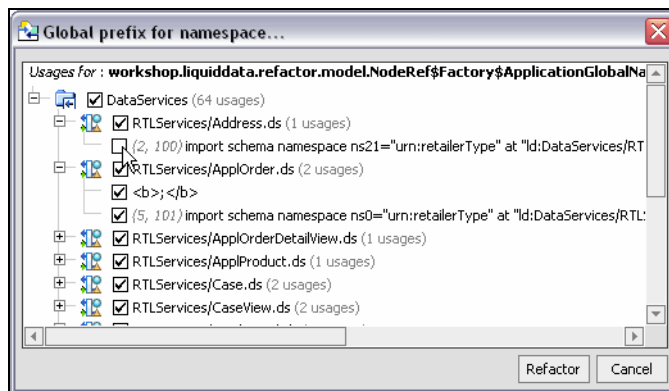 Global prefix for namespace...
Usages for : workshop.liquiddata.refactor.model.NodeRef$Factory$ApplicationGlobalNa
DataServices (64 usages)
RTLServices/Address.ds (1 usages)
(2, 100) import schema namespace ns21="urn:retailerType" at "ld:DataServices/RT
RTLServices/ApplOrder.ds (2 usages)
<b>;</b>
(5, 101) import schema namespace ns0="urn:retailerType" at "ld:DataServices/RTL
RTLServices/ApplOrderDetailView.ds (1 usages)
RTLServices/ApplProduct.ds (1 usages)
RTLServices/Case.ds (2 usages)
RTLServices/CaseView.ds (2 usages)
Refactor Cancel